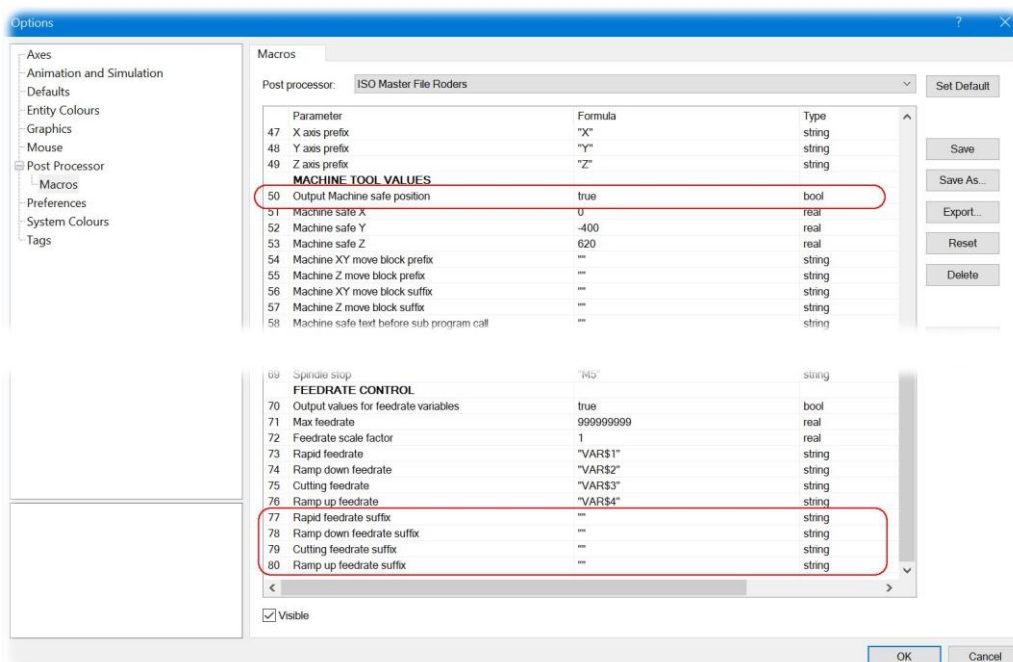 Options ? ✕
Axes
Animation and Simulation
Defaults
Entity Colours
Graphics
Mouse
Post Processor
Macros
Preferences
System Colours
Tags
Macros
Post processor: ISO Master File Roders
Parameter Formula Type
47 X axis prefix "X" string
48 Y axis prefix "Y" string
49 Z axis prefix "Z" string
MACHINE TOOL VALUES
50 Output Machine safe position true bool
51 Machine safe X 0 real
52 Machine safe Y -400 real
53 Machine safe Z 620 real
54 Machine XY move block prefix "" string
55 Machine Z move block prefix "" string
56 Machine XY move block suffix "" string
57 Machine Z move block suffix "" string
58 Machine safe text before sub program call "" string
69 Spindle stop "M5" string
FEEDRATE CONTROL
70 Output values for feedrate variables true bool
71 Max feedrate 999999999 real
72 Feedrate scale factor 1 real
73 Rapid feedrate "VAR$1" string
74 Ramp down feedrate "VAR$2" string
75 Cutting feedrate "VAR$3" string
76 Ramp up feedrate "VAR$4" string
77 Rapid feedrate suffix "" string
78 Ramp down feedrate suffix "" string
79 Cutting feedrate suffix "" string
80 Ramp up feedrate suffix "" string
Visible
Set Default
Save
Save As...
Export...
Reset
Delete
OK Cancel